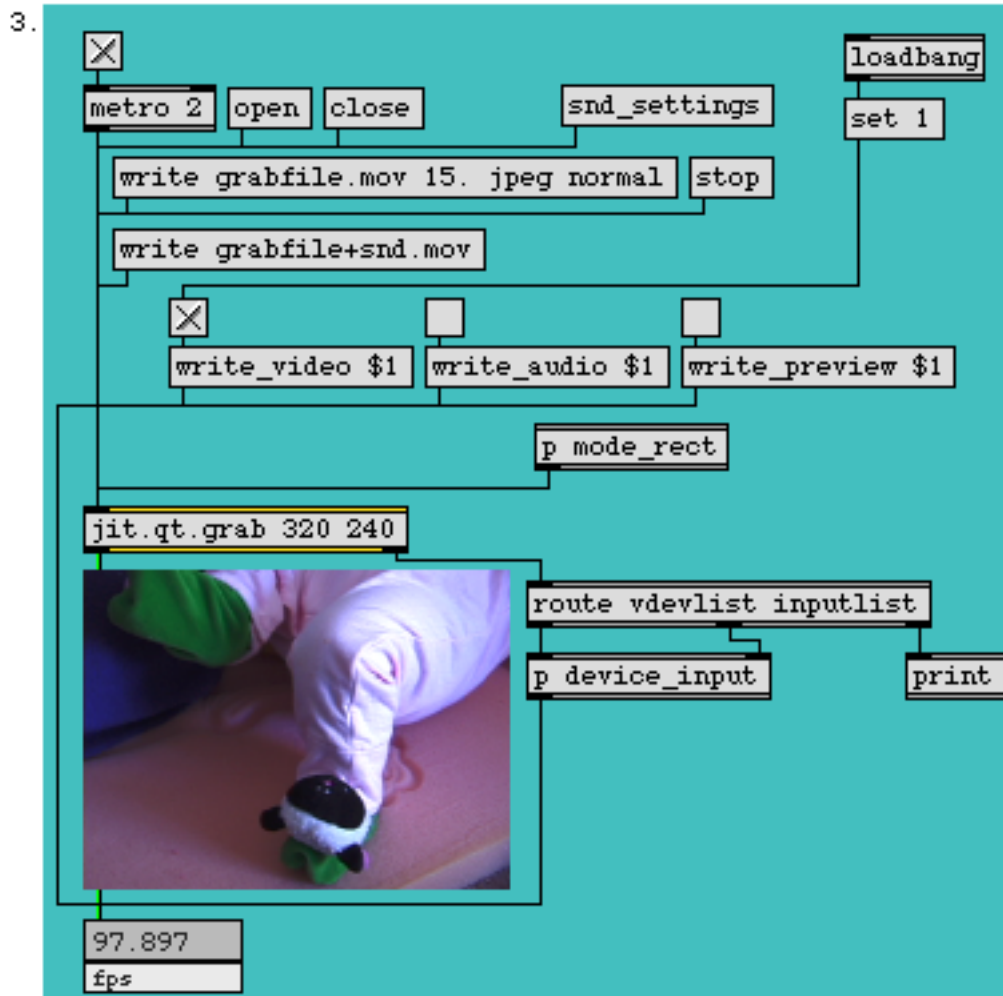 3.
loadbang
metro 2 open close snd_settings
set 1
write grabfile.mov 15. jpeg normal stop
write grabfile+snd.mov
write_video $1 write_audio $1 write_preview $1
p mode_rect
jit.qt.grab 320 240
route vdevlist inputlist
p device_input print
97.897
fps